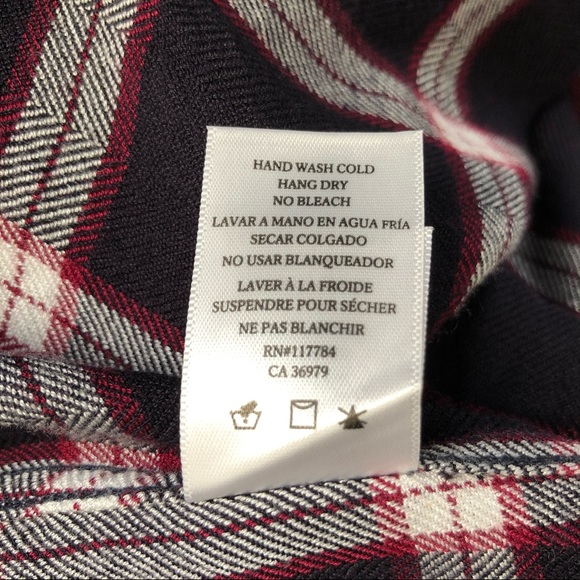 HAND WASH COLD
HANG DRY
NO BLEACH
LAVAR A MANO EN AGUA FRÍA
SECAR COLGADO
NO USAR BLANQUEADOR
LAVER À LA FROIDE
SUSPENDRE POUR SÉCHER
NE PAS BLANCHIR
RN#117784
CA 36979